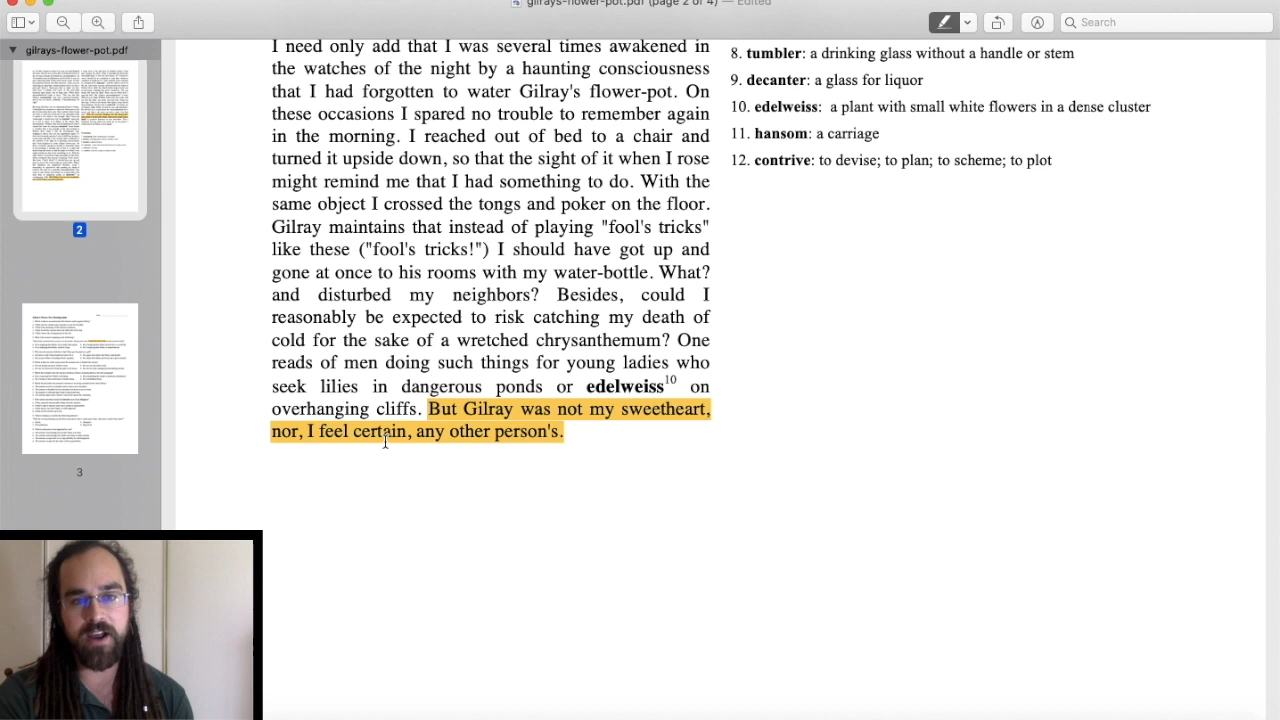 gilrays-flower-pot.pdf (page 2 of 4) — Edited
Search
gilrays-flower-pot.pdf
2
3
I need only add that I was several times awakened in
the watches of the night by a haunting consciousness
that I had forgotten to water Gilray's flower-pot. On
these occasions I spared no trouble to remember again
in the morning. I reached out of bed to a chair and
turned it upside down, so that the sight of it when I rose
might remind me that I had something to do. With the
same object I crossed the tongs and poker on the floor.
Gilray maintains that instead of playing "fool's tricks"
like these ("fool's tricks!") I should have got up and
gone at once to his rooms with my water-bottle. What?
and disturbed my neighbors? Besides, could I
reasonably be expected to risk catching my death of
cold for the sake of a wretched chrysanthemum? One
reads of men doing such things for young ladies who
seek lilies in dangerous ponds or edelweiss10 on
overhanging cliffs. But Gilray was not my sweetheart,
nor, I feel certain, any other person's.
8. tumbler: a drinking glass without a handle or stem
9. decanter: a glass for liquor
10. edelweiss: a plant with small white flowers in a dense cluster
11. hansom: a carriage
12. contrive: to devise; to plan; to scheme; to plot